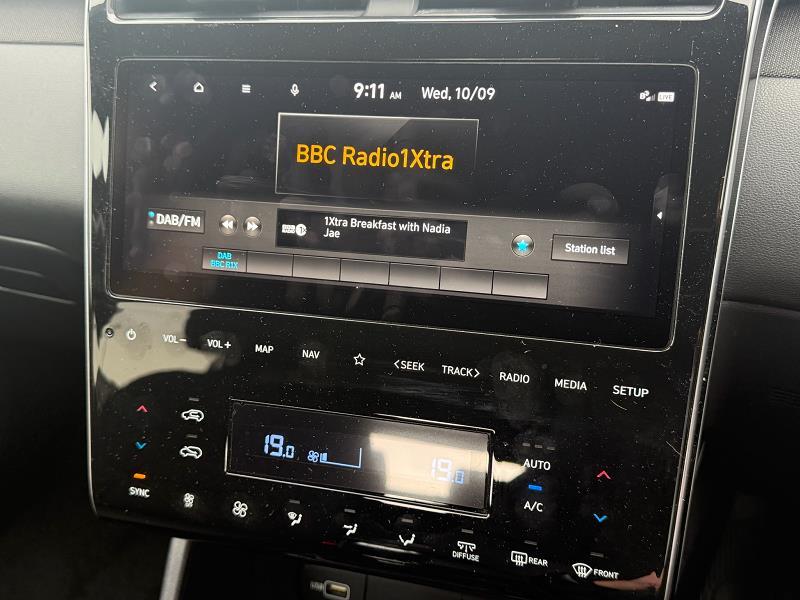 9:11 AM Wed, 10/09
LIVE
BBC Radio1Xtra
DAB/FM
1Xtra Breakfast with Nadia
Jae
Station list
DAB
BBC R1X
VOL− VOL+ MAP NAV <SEEK TRACK> RADIO MEDIA SETUP
19.0 19.0
AUTO
SYNC
A/C
DIFFUSE
REAR
FRONT